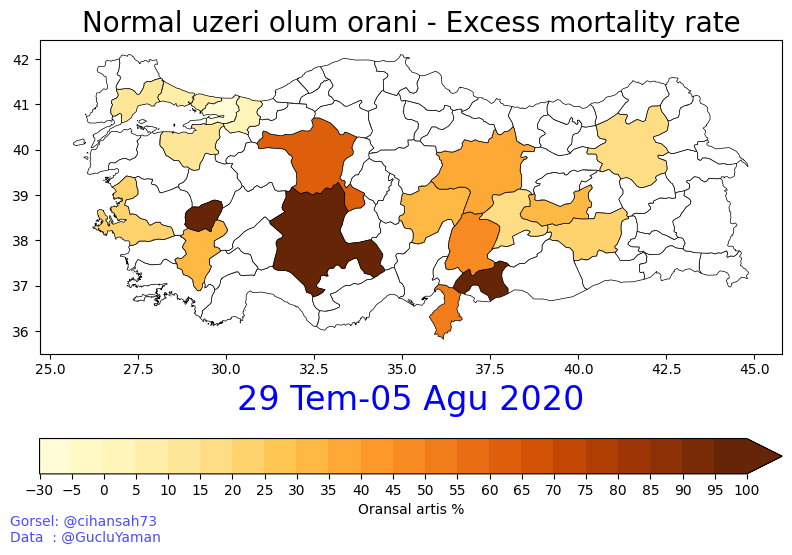 Normal uzeri olum orani - Excess mortality rate
42
41
40
39
38
37
36
25.0 27.5 30.0 32.5 35.0 37.5 40.0 42.5 45.0
29 Tem-05 Agu 2020
−30 −5 0 5 10 15 20 25 30 35 40 45 50 55 60 65 70 75 80 85 90 95 100
Oransal artis %
Gorsel: @cihansah73
Data : @GucluYaman